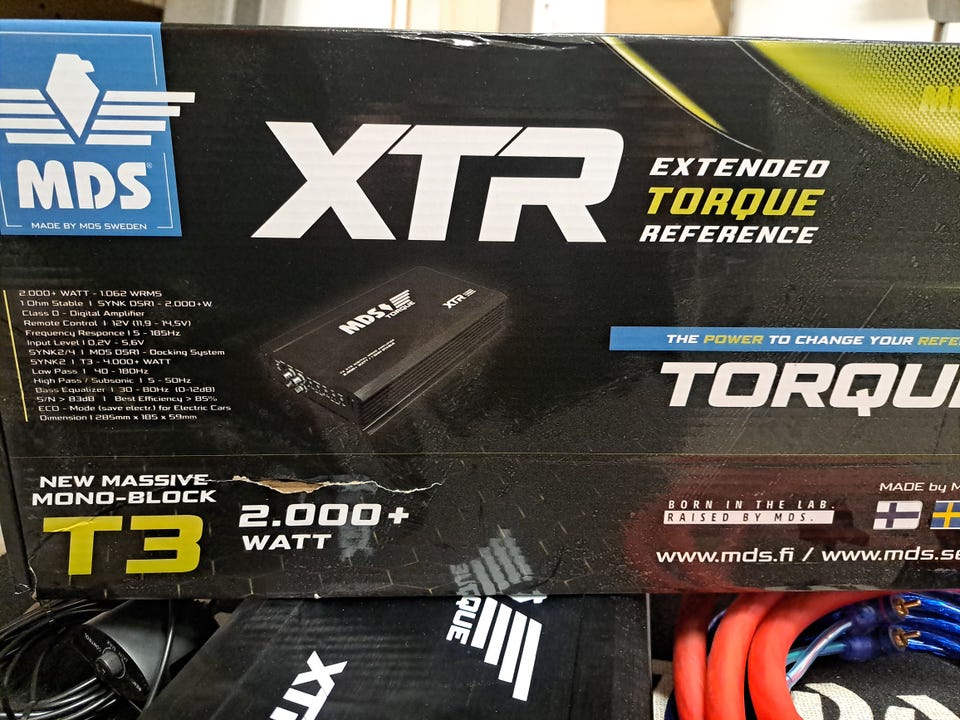 MDS
MADE BY MDS SWEDEN
XTR
EXTENDED
TORQUE
REFERENCE
2.000+ WATT - 1.062 WRMS
1 Ohm Stable | SYNK DSR1 - 2.000+W
Class D - Digital Amplifier
Remote Control | 12V (11,9 - 14,5V)
Frequency Responce | 5 - 185Hz
Input Level | 0.2V - 5.6V
SYNK2/4 | MDS DSR1 - Docking System
SYNK2 | T3 - 4.000+ WATT
Low Pass | 40 - 180Hz
High Pass / Subsonic | 5 - 50Hz
Bass Equalizer | 30 - 80Hz (0-12dB)
S/N > 83dB | Best Efficiency > 85%
ECO - Mode (save electr.) for Electric Cars
Dimension | 285mm x 185 x 59mm
MDS
TORQUE
XTR
THE POWER TO CHANGE YOUR REFE
TORQU
NEW MASSIVE
MONO-BLOCK
T3
2.000+
WATT
MADE by M
BORN IN THE LAB.
RAISED BY MDS.
www.mds.fi / www.mds.se
XT
RQUE